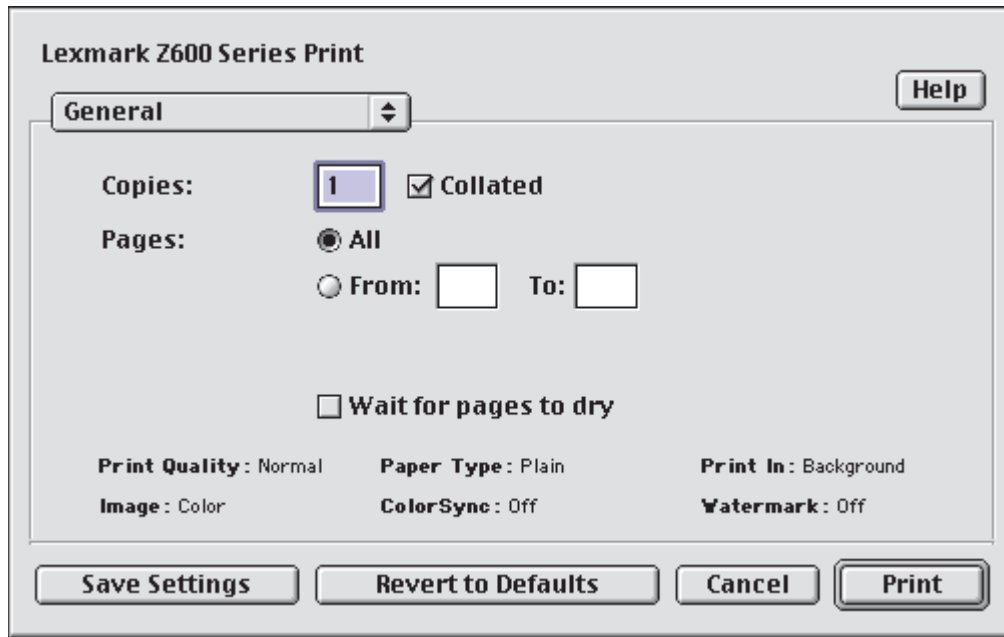 Lexmark Z600 Series Print
Help
General
Copies: 1 Collated
Pages: All
From: To:
Wait for pages to dry
Print Quality: Normal Paper Type: Plain Print In: Background
Image: Color ColorSync: Off Watermark: Off
Save Settings Revert to Defaults Cancel Print